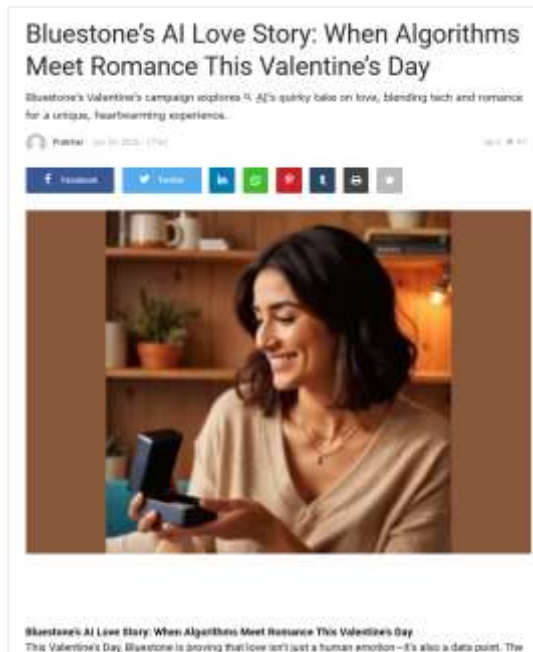 Bluestone's AI Love Story: When Algorithms
Meet Romance This Valentine's Day
Bluestone's Valentine's campaign explores AI's quirky take on love, blending tech and romance
for a unique, heartwarming experience.
Facebook
Twitter
Bluestone's AI Love Story: When Algorithms Meet Romance This Valentine's Day
This Valentine's Day, Bluestone is proving that love isn't just a human emotion—it's also a data point. The